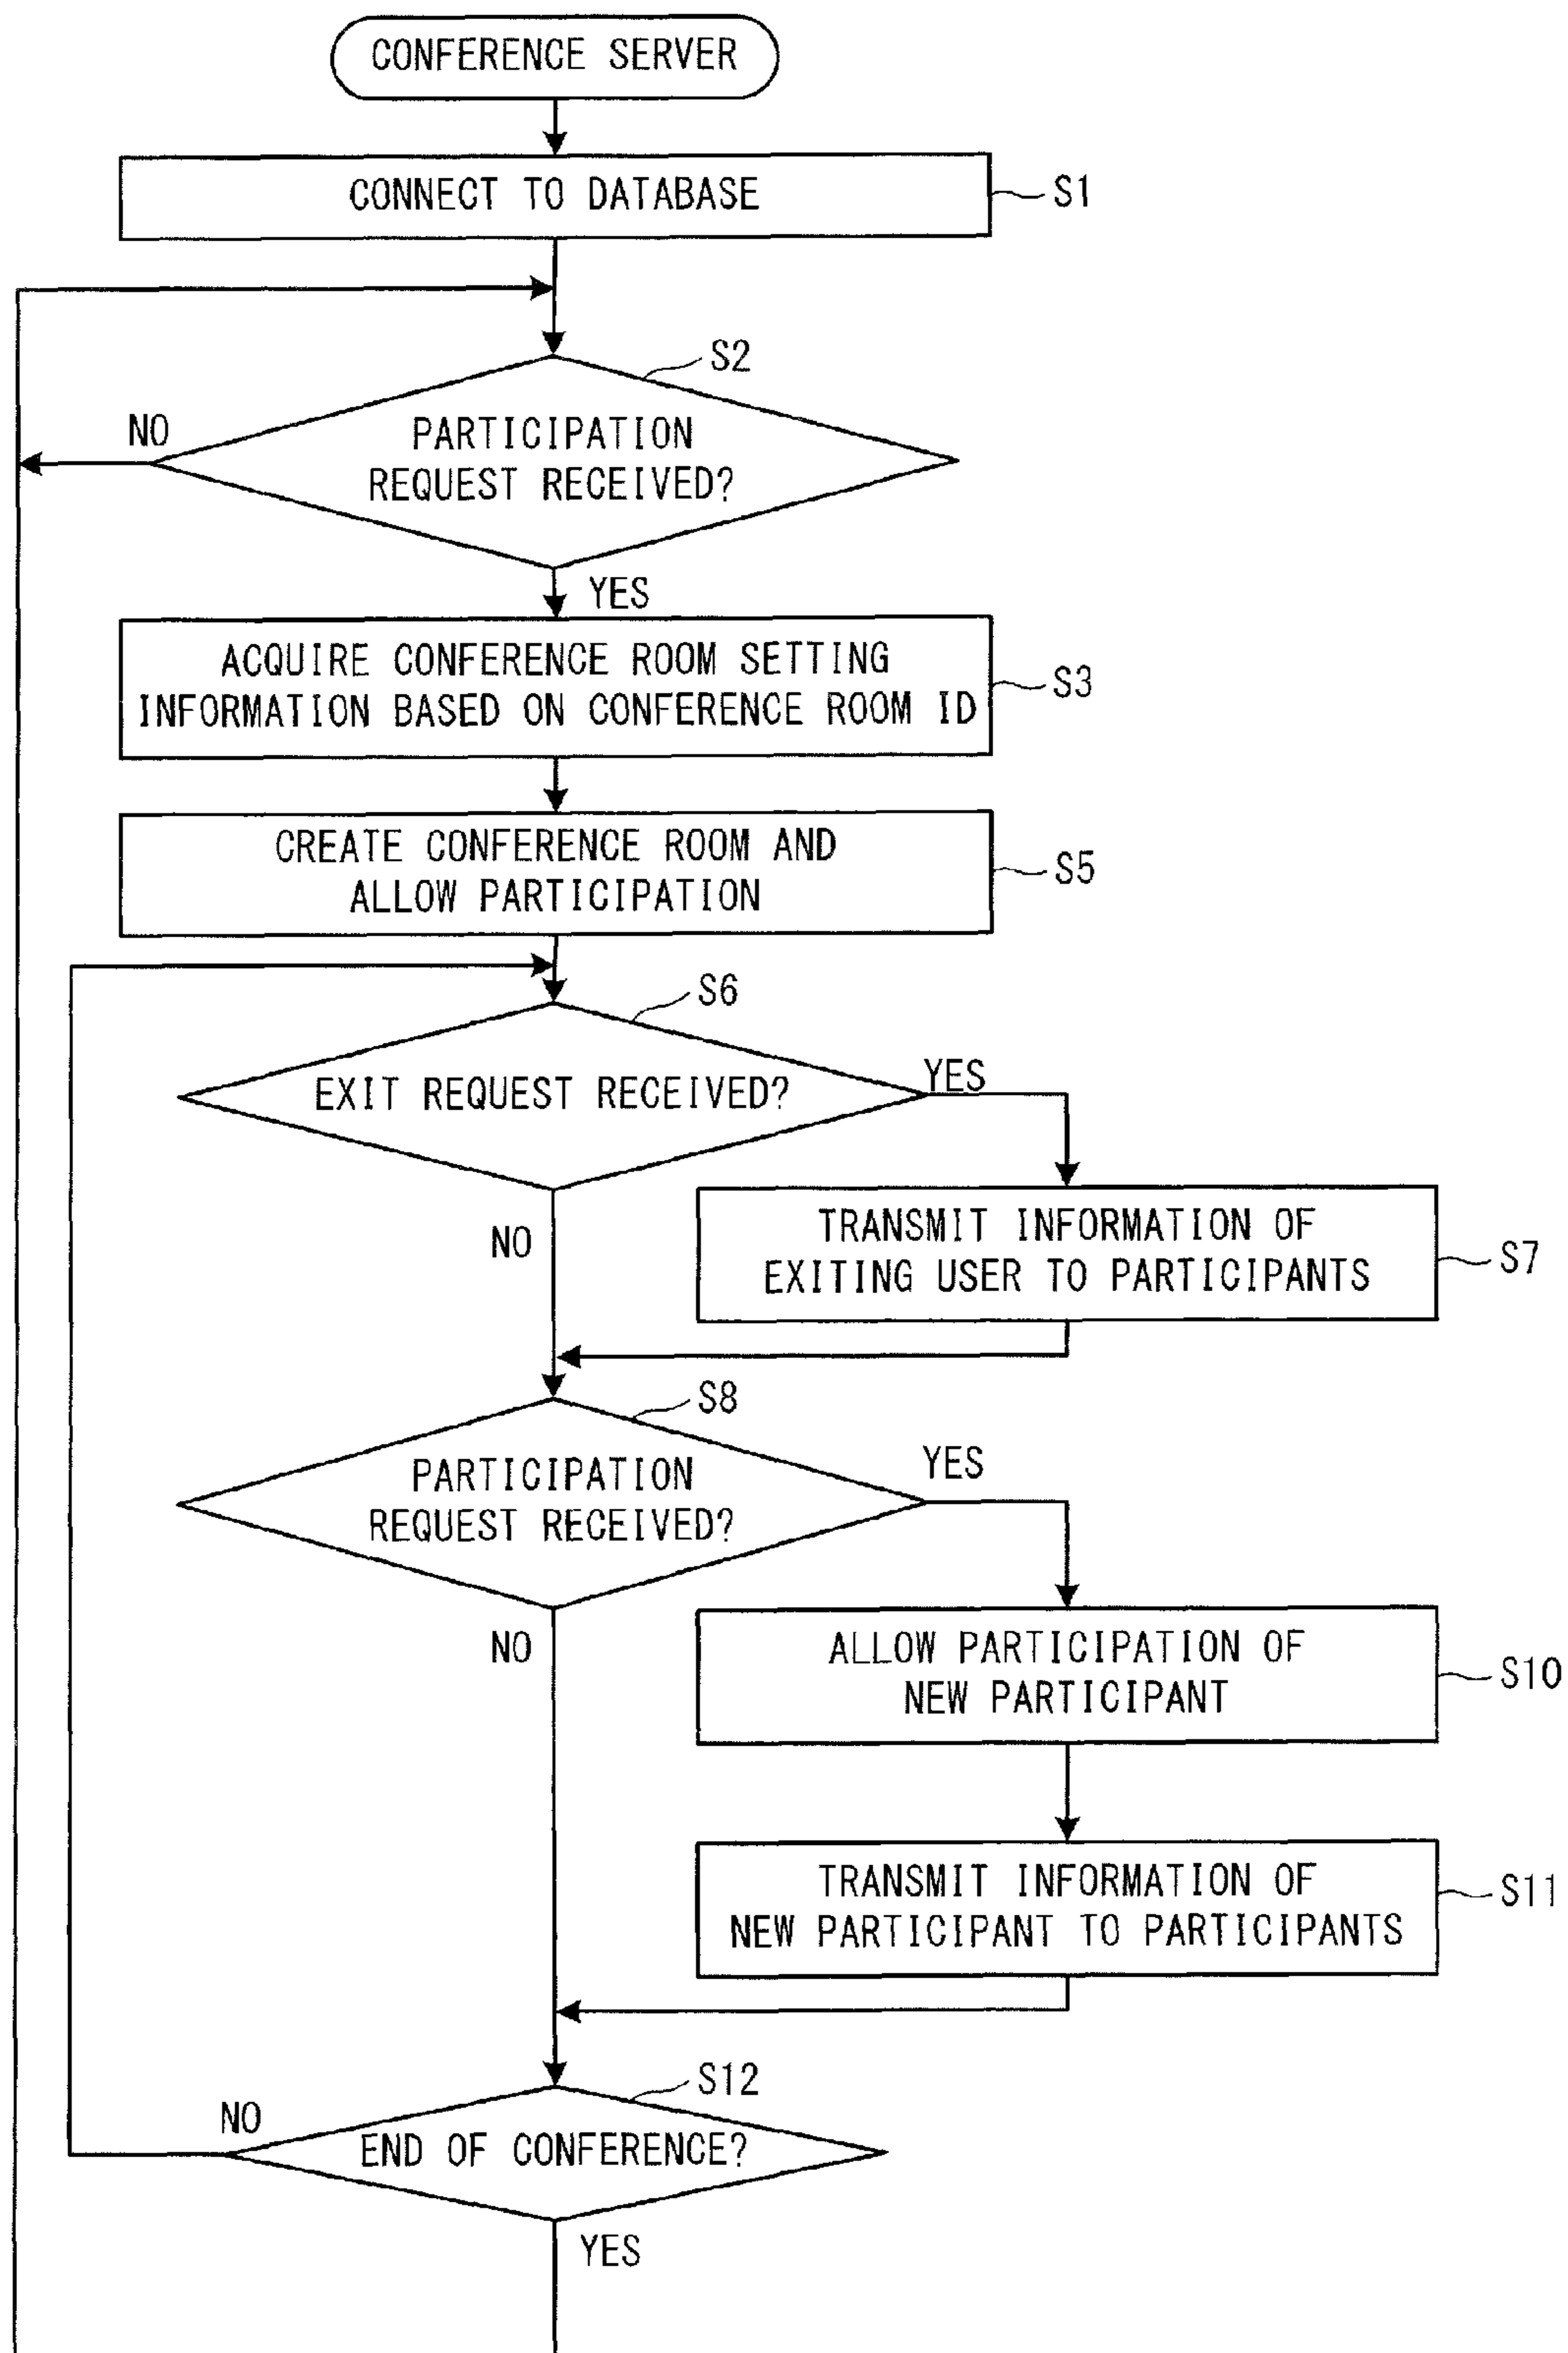 CONFERENCE SERVER
CONNECT TO DATABASE
S1
S2
PARTICIPATION
REQUEST RECEIVED?
NO
YES
ACQUIRE CONFERENCE ROOM SETTING
INFORMATION BASED ON CONFERENCE ROOM ID
S3
CREATE CONFERENCE ROOM AND
ALLOW PARTICIPATION
S5
S6
EXIT REQUEST RECEIVED?
YES
NO
TRANSMIT INFORMATION OF
EXITING USER TO PARTICIPANTS
S7
S8
PARTICIPATION
REQUEST RECEIVED?
YES
NO
ALLOW PARTICIPATION OF
NEW PARTICIPANT
S10
TRANSMIT INFORMATION OF
NEW PARTICIPANT TO PARTICIPANTS
S11
S12
NO
END OF CONFERENCE?
YES